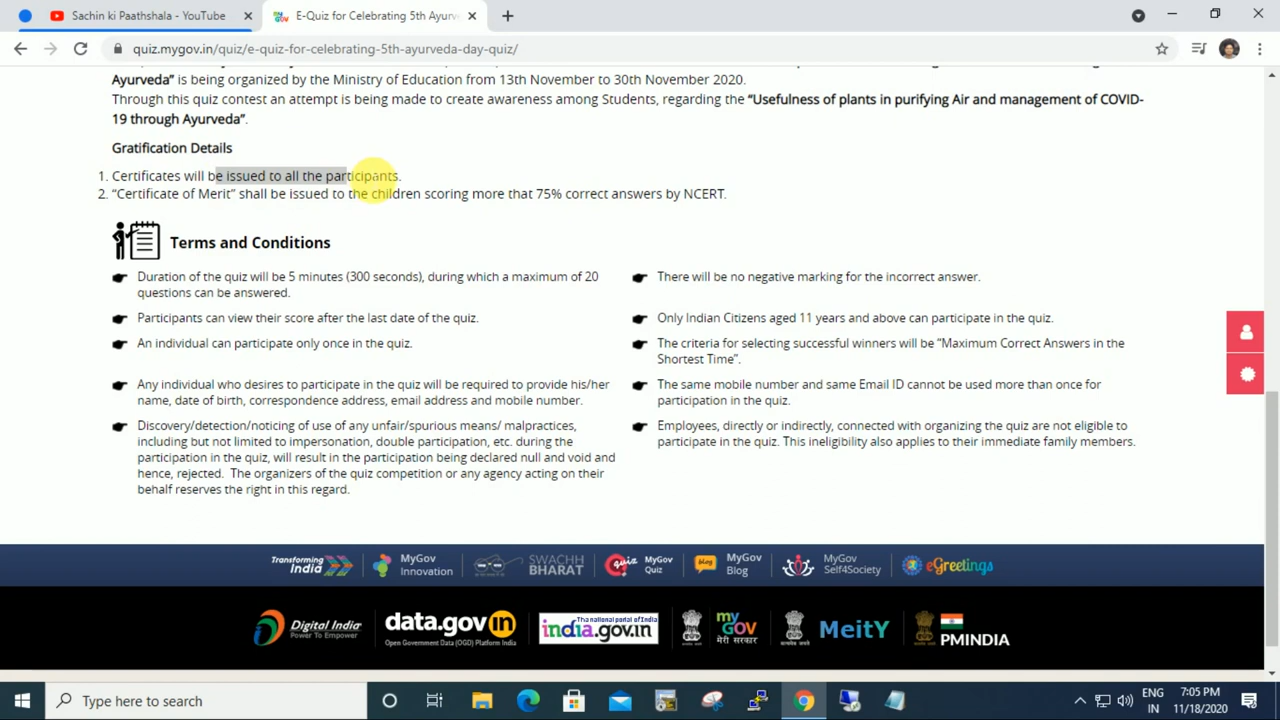 Sachin ki Paathshala - YouTube
E-Quiz for Celebrating 5th Ayurv
quiz.mygov.in/quiz/e-quiz-for-celebrating-5th-ayurveda-day-quiz/
Ayurveda” is being organized by the Ministry of Education from 13th November to 30th November 2020.
Through this quiz contest an attempt is being made to create awareness among Students, regarding the “Usefulness of plants in purifying Air and management of COVID-
19 through Ayurveda”.
Gratification Details
1. Certificates will be issued to all the participants.
2. “Certificate of Merit” shall be issued to the children scoring more that 75% correct answers by NCERT.
Terms and Conditions
Duration of the quiz will be 5 minutes (300 seconds), during which a maximum of 20
questions can be answered.
There will be no negative marking for the incorrect answer.
Participants can view their score after the last date of the quiz.
Only Indian Citizens aged 11 years and above can participate in the quiz.
An individual can participate only once in the quiz.
The criteria for selecting successful winners will be “Maximum Correct Answers in the
Shortest Time”.
Any individual who desires to participate in the quiz will be required to provide his/her
name, date of birth, correspondence address, email address and mobile number.
The same mobile number and same Email ID cannot be used more than once for
participation in the quiz.
Discovery/detection/noticing of use of any unfair/spurious means/ malpractices,
including but not limited to impersonation, double participation, etc. during the
participation in the quiz, will result in the participation being declared null and void and
hence, rejected. The organizers of the quiz competition or any agency acting on their
behalf reserves the right in this regard.
Employees, directly or indirectly, connected with organizing the quiz are not eligible to
participate in the quiz. This ineligibility also applies to their immediate family members.
Transforming India
MyGov Innovation
SWACHH BHARAT
quiz MyGov Quiz
blog MyGov Blog
MyGov Self4Society
eGreetings
Digital India
Power To Empower
data.gov in
Open Government Data (OGD) Platform India
The national portal of India
india.gov.in
my GOV
मेरी सरकार
MeitY
PMINDIA
Type here to search
ENG
IN
7:05 PM
11/18/2020